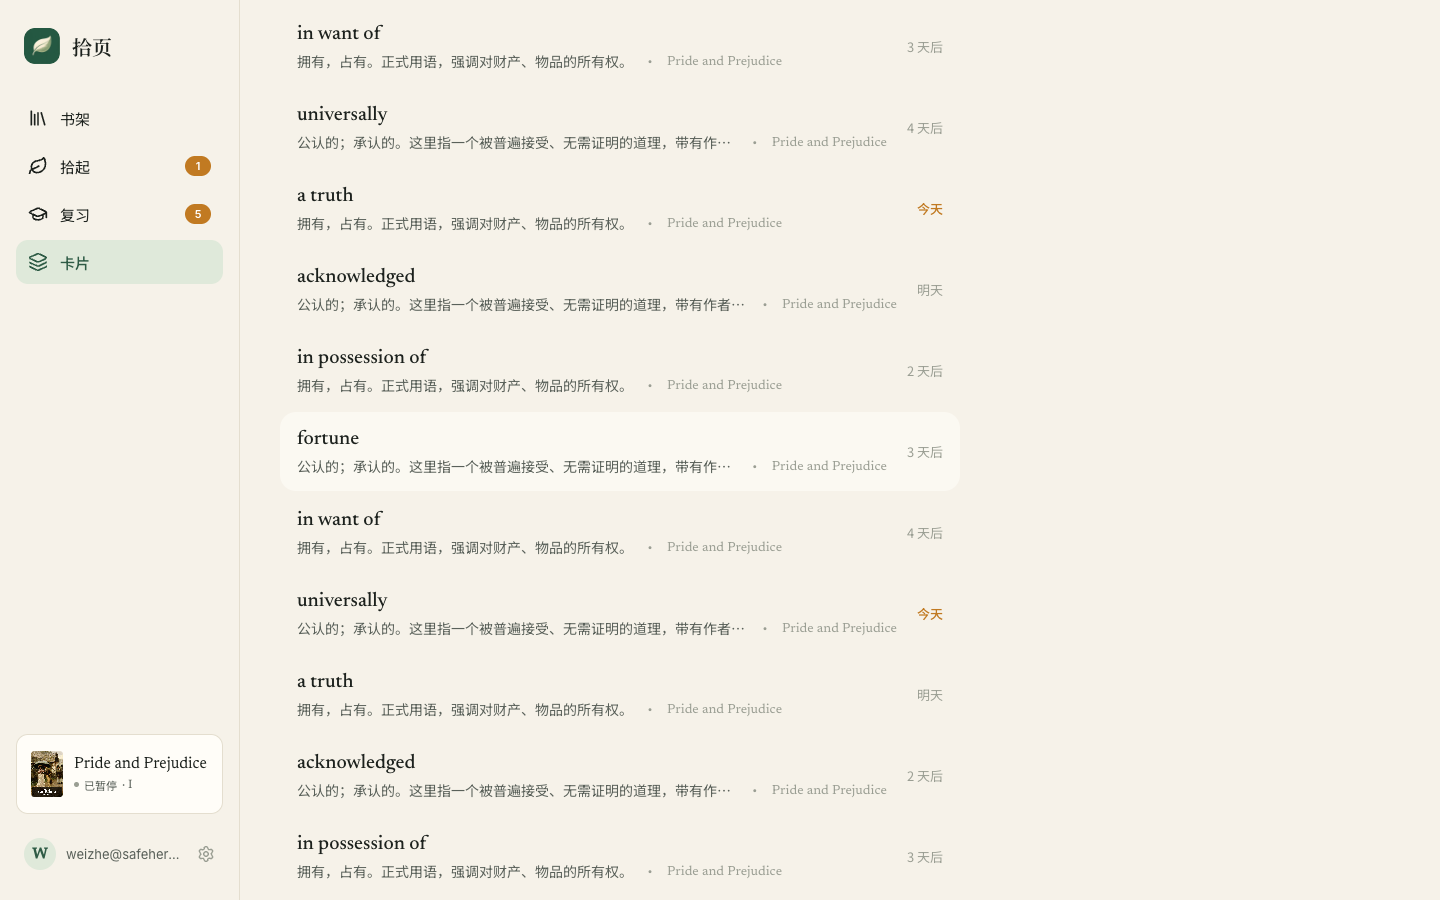 拾页
书架
拾起 1
复习 5
卡片
Pride and Prejudice
已暂停 · I
W weizhe@safeher...
in want of
拥有，占有。正式用语，强调对财产、物品的所有权。 • Pride and Prejudice
3 天后
universally
公认的；承认的。这里指一个被普遍接受、无需证明的道理，带有作… • Pride and Prejudice
4 天后
a truth
拥有，占有。正式用语，强调对财产、物品的所有权。 • Pride and Prejudice
今天
acknowledged
公认的；承认的。这里指一个被普遍接受、无需证明的道理，带有作者… • Pride and Prejudice
明天
in possession of
拥有，占有。正式用语，强调对财产、物品的所有权。 • Pride and Prejudice
2 天后
fortune
公认的；承认的。这里指一个被普遍接受、无需证明的道理，带有作… • Pride and Prejudice
3 天后
in want of
拥有，占有。正式用语，强调对财产、物品的所有权。 • Pride and Prejudice
4 天后
universally
公认的；承认的。这里指一个被普遍接受、无需证明的道理，带有作者… • Pride and Prejudice
今天
a truth
拥有，占有。正式用语，强调对财产、物品的所有权。 • Pride and Prejudice
明天
acknowledged
公认的；承认的。这里指一个被普遍接受、无需证明的道理，带有作… • Pride and Prejudice
2 天后
in possession of
拥有，占有。正式用语，强调对财产、物品的所有权。 • Pride and Prejudice
3 天后